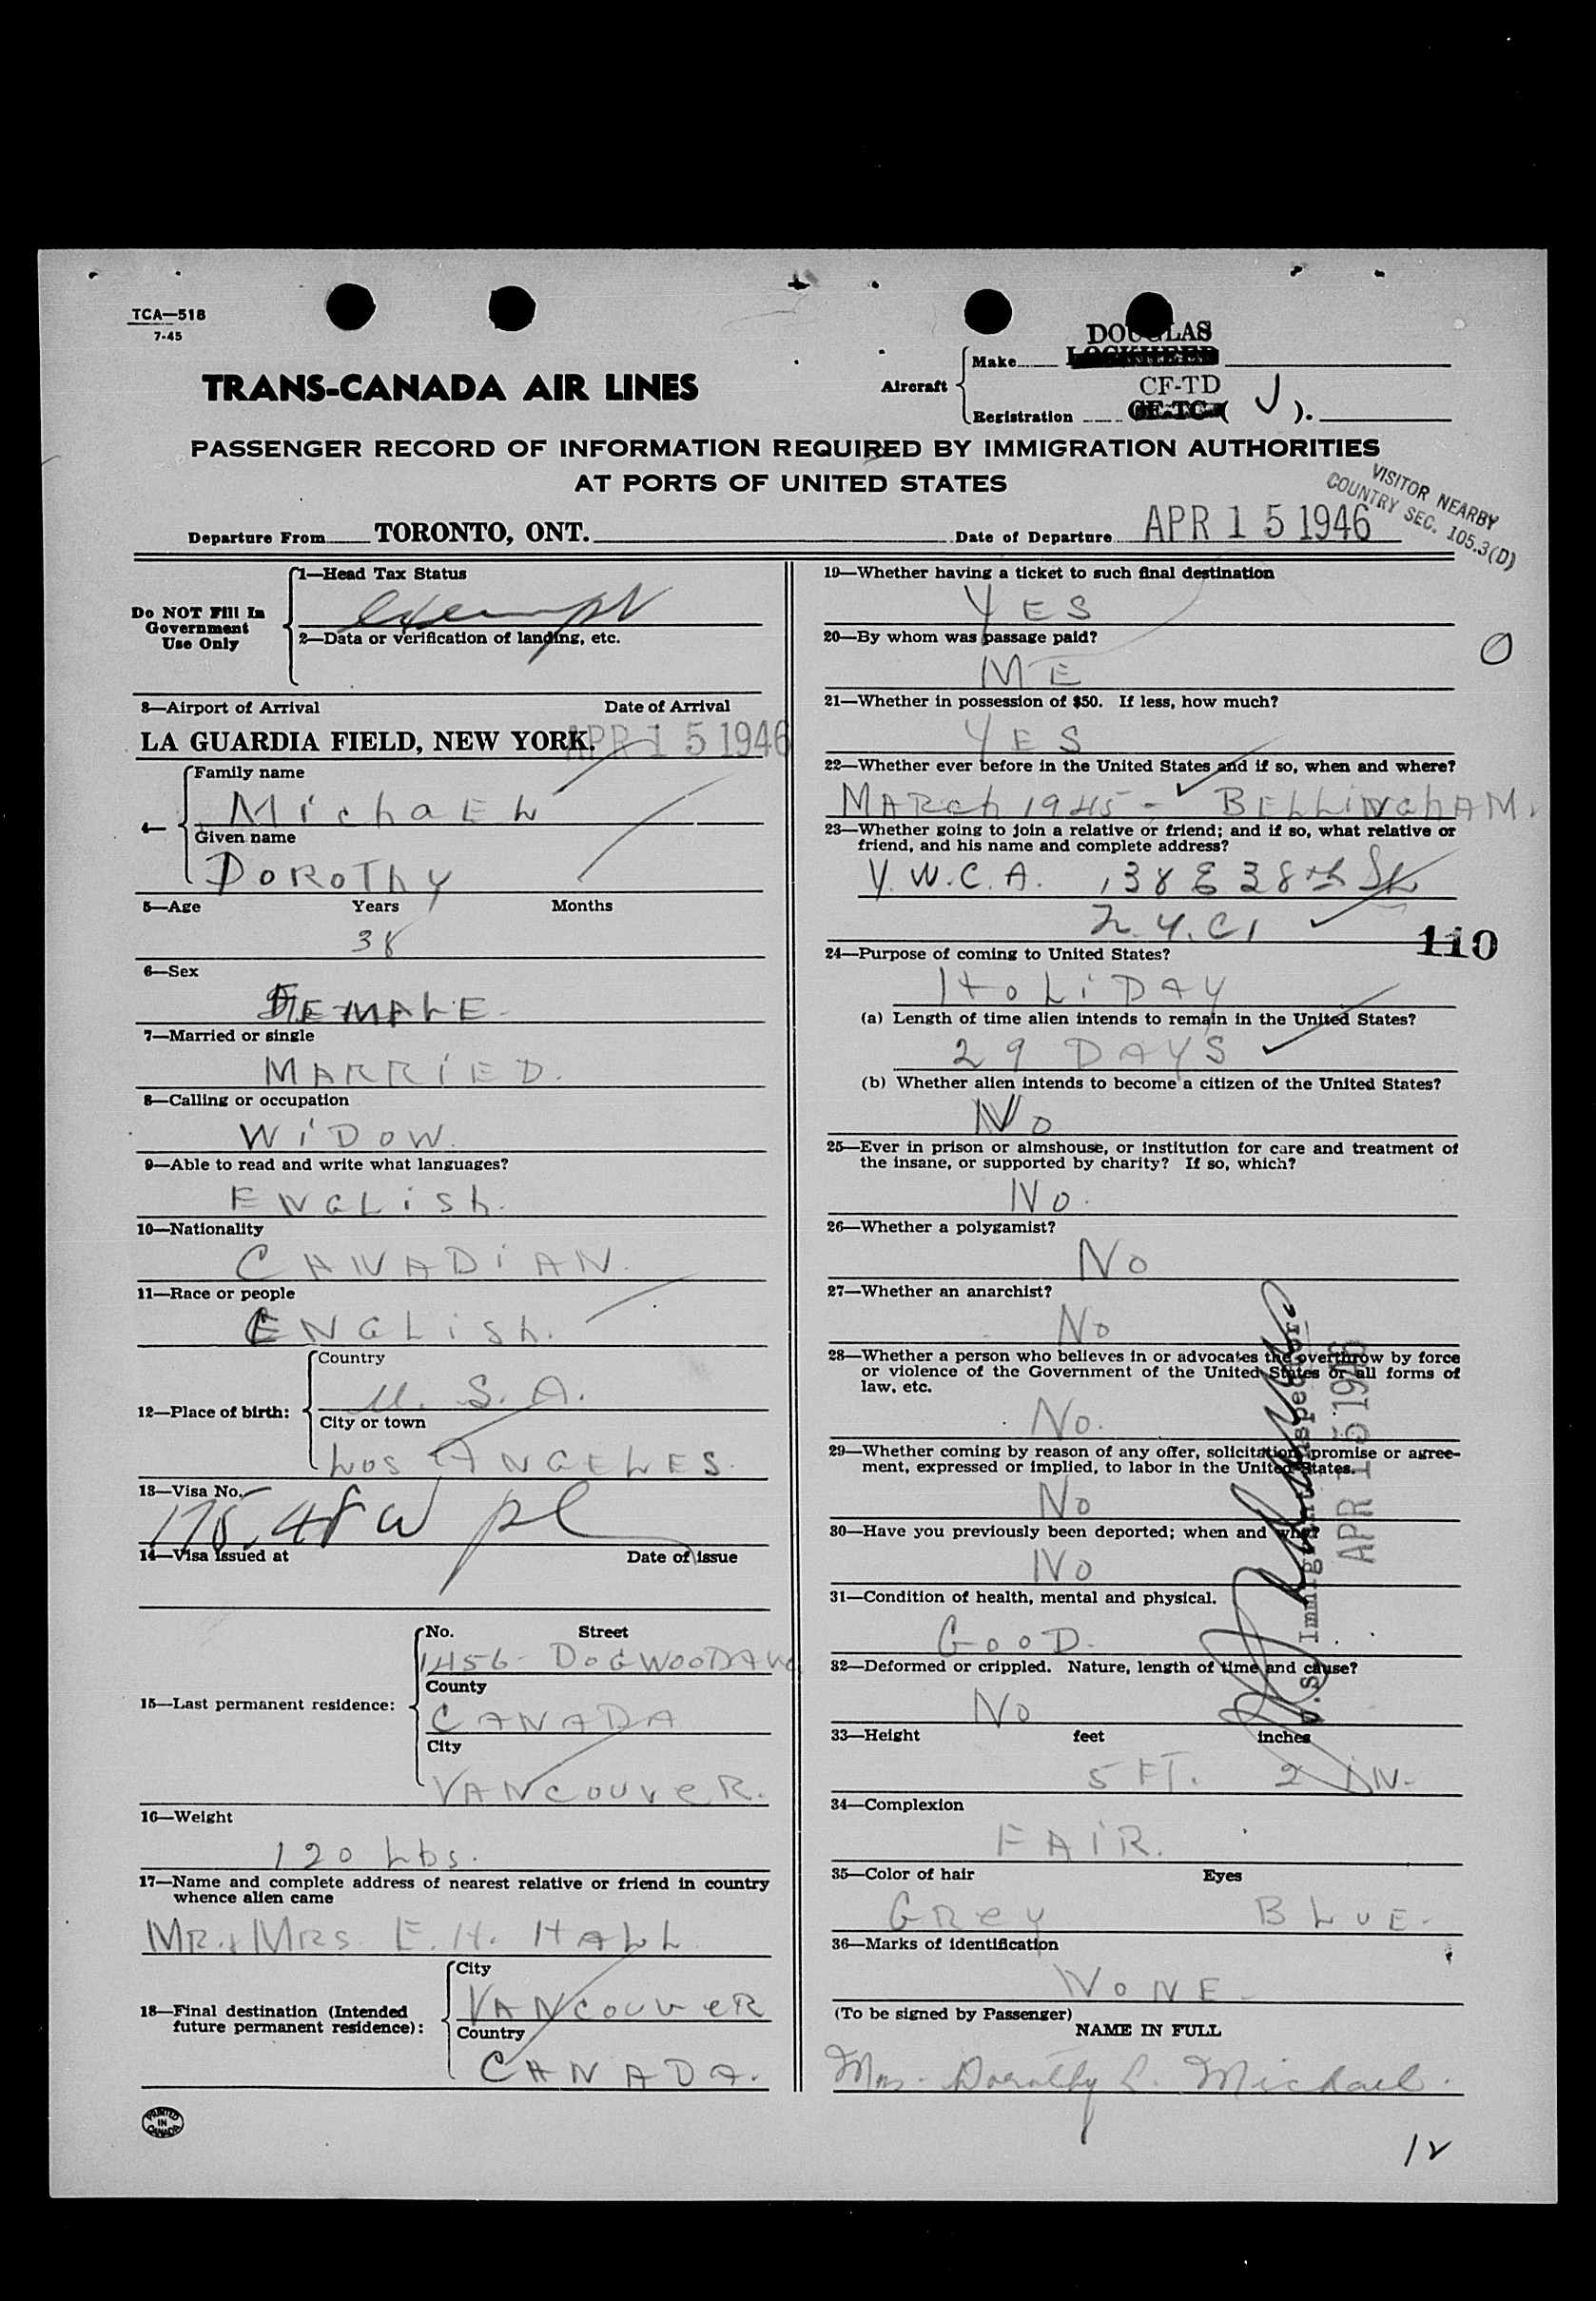 TCA—518
7-45
DOUGLAS
Aircraft
Make LOCKHEED
CF-TD
Registration CF-TC ( J ).
TRANS-CANADA AIR LINES
PASSENGER RECORD OF INFORMATION REQUIRED BY IMMIGRATION AUTHORITIES
AT PORTS OF UNITED STATES
VISITOR NEARBY
COUNTRY SEC. 105.3(D)
Departure From TORONTO, ONT. Date of Departure APR 15 1946
Do NOT Fill In
Government
Use Only
1—Head Tax Status
Exempt
2—Data or verification of landing, etc.
3—Airport of Arrival Date of Arrival
LA GUARDIA FIELD, NEW YORK. APR 15 1946
4—
Family name
MichaEL
Given name
DoRoThy
5—Age Years Months
38
6—Sex
FEMALE
7—Married or single
MARRiED.
8—Calling or occupation
WiDOW.
9—Able to read and write what languages?
ENGLish.
10—Nationality
CANADiAN.
11—Race or people
ENGLish.
12—Place of birth:
Country
U. S. A.
City or town
Los ANGELES.
13—Visa No.
14—Visa Issued at Date of issue
15—Last permanent residence:
No. Street
1456 - DOGWOOD AVE
County
CANADA
City
VANcouveR.
16—Weight
120 Lbs.
17—Name and complete address of nearest relative or friend in country
whence alien came
MR. & MRS. E. H. HALL
18—Final destination (Intended
future permanent residence):
City
VANcouveR
Country
CANADA.
PRINTED
IN
CANADA
19—Whether having a ticket to such final destination
YES
20—By whom was passage paid?
ME
0
21—Whether in possession of $50. If less, how much?
YES
22—Whether ever before in the United States and if so, when and where?
MARch 1945 - BELLiNGhAM.
23—Whether going to join a relative or friend; and if so, what relative or
friend, and his name and complete address?
Y. W. C. A. 138 E 38th St
N.Y.C.
110
24—Purpose of coming to United States?
HoLiDAY
(a) Length of time alien intends to remain in the United States?
29 DAYS
(b) Whether alien intends to become a citizen of the United States?
No
25—Ever in prison or almshouse, or institution for care and treatment of
the insane, or supported by charity? If so, which?
No.
26—Whether a polygamist?
No
27—Whether an anarchist?
No
28—Whether a person who believes in or advocates the overthrow by force
or violence of the Government of the United States or all forms of
law, etc.
No.
29—Whether coming by reason of any offer, solicitation, promise or agree-
ment, expressed or implied, to labor in the United States.
No
30—Have you previously been deported; when and why?
No
31—Condition of health, mental and physical.
GooD.
32—Deformed or crippled. Nature, length of time and cause?
No
33—Height feet inches
5 FT. 2 IN.
34—Complexion
FAiR.
35—Color of hair Eyes
GRey BLUE.
36—Marks of identification
NoNE.
(To be signed by Passenger)
NAME IN FULL
Mrs. Dorothy L. Michael.
U.S. Immigrant Inspector
APR 15 1946
12